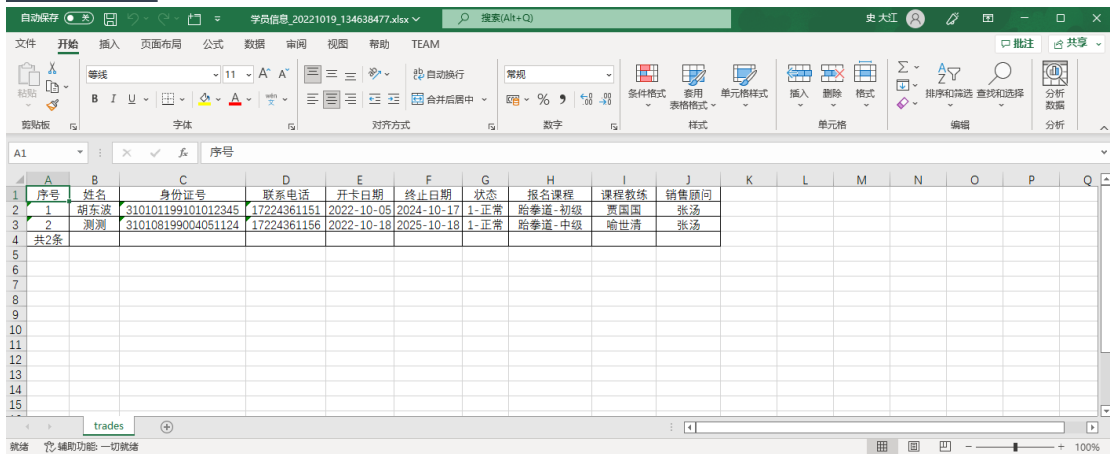 自动保存 关 学员信息_20221019_134638477.xlsx 搜索(Alt+Q) 史 大江
文件 开始 插入 页面布局 公式 数据 审阅 视图 帮助 TEAM 批注 共享
粘贴 等线 11 A^ Aˇ 自动换行 常规 条件格式 套用 表格格式 单元格样式 插入 删除 格式 排序和筛选 查找和选择 分析 数据
B I U A 合并后居中 %
剪贴板 字体 对齐方式 数字 样式 单元格 编辑 分析
A1 fx 序号
A B C D E F G H I J K L M N O P Q
1 序号 姓名 身份证号 联系电话 开卡日期 终止日期 状态 报名课程 课程教练 销售顾问
2 1 胡东波 310101199101012345 17224361151 2022-10-05 2024-10-17 1-正常 跆拳道-初级 贾国国 张汤
3 2 测测 310108199004051124 17224361156 2022-10-18 2025-10-18 1-正常 跆拳道-中级 喻世清 张汤
4 共2条
5
6
7
8
9
10
11
12
13
14
15
trades
就绪 辅助功能: 一切就绪 100%